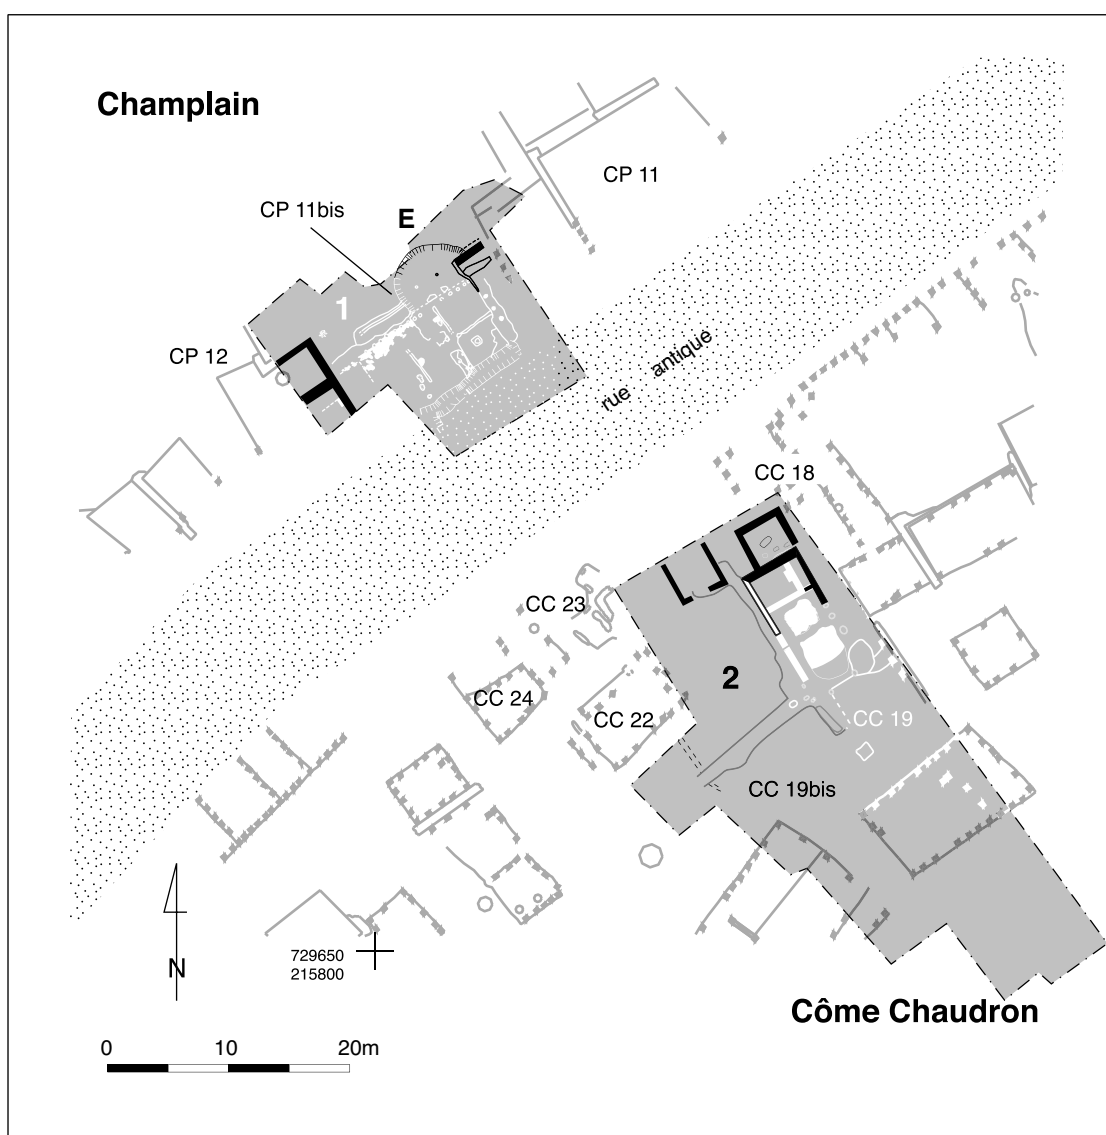 Champlain
CP 11
CP 11bis
E
1
CP 12
rue antique
CC 18
CC 23
CC 24
CC 22
2
CC 19
CC 19bis
729650
215800
N
Côme Chaudron
0 10 20m